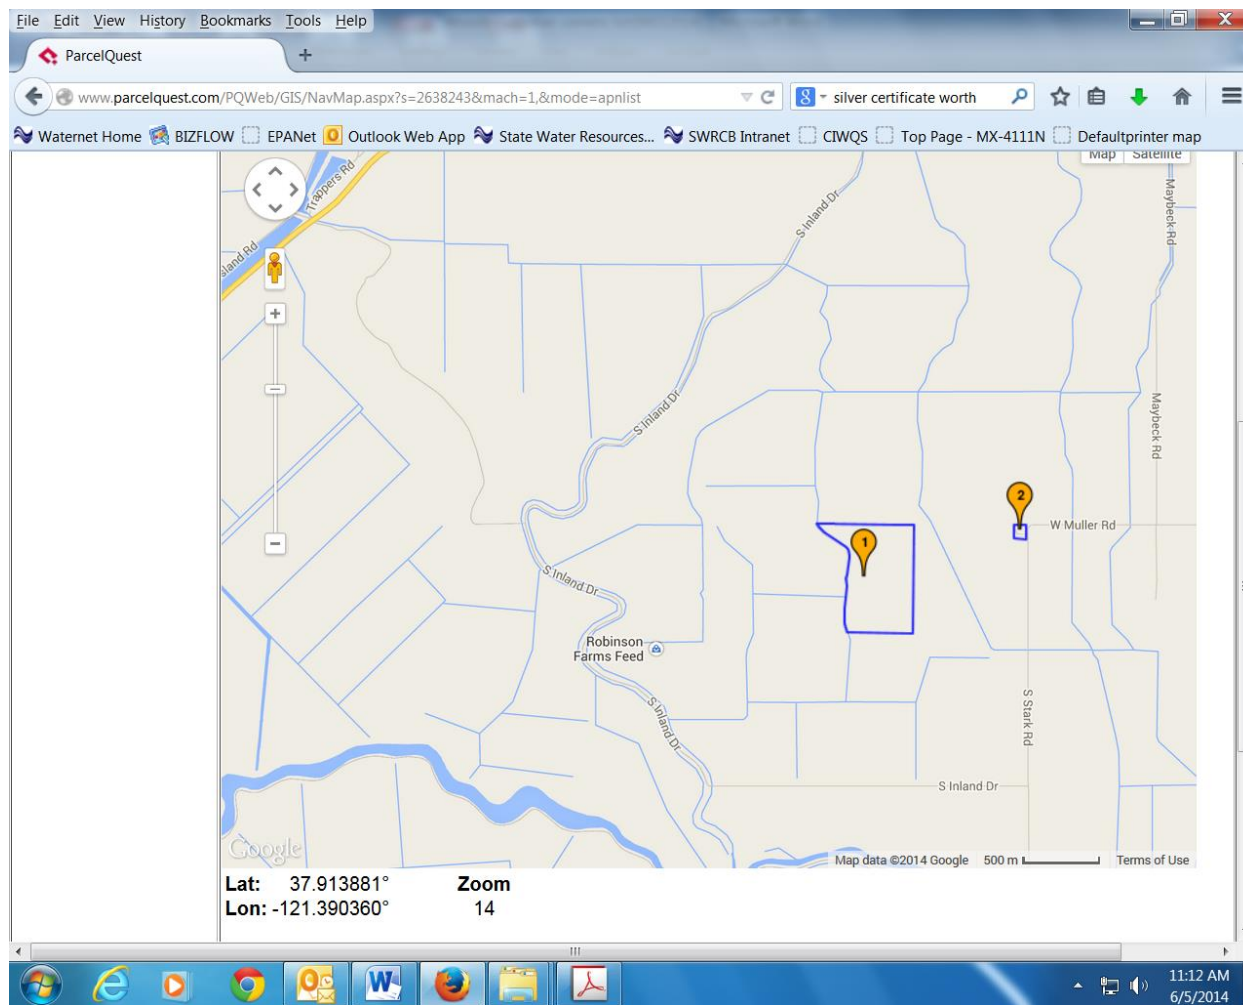 File Edit View History Bookmarks Tools Help
ParcelQuest
www.parcelquest.com/PQWeb/GIS/NavMap.aspx?s=2638243&mach=1,&mode=apnlist
silver certificate worth
Waternet Home BIZFLOW EPANet Outlook Web App State Water Resources... SWRCB Intranet CIWQS Top Page - MX-4111N Defaultprinter map
Map Satellite
Trappers Rd
S Inland Dr
Maybeck Rd
S Inland Dr
Maybeck Rd
2
W Muller Rd
1
S Inland Dr
Robinson
Farms Feed
S Inland Dr
S Stark Rd
S Inland Dr
Google
Map data ©2014 Google 500 m Terms of Use
Lat: 37.913881° Zoom
Lon: -121.390360° 14
11:12 AM
6/5/2014